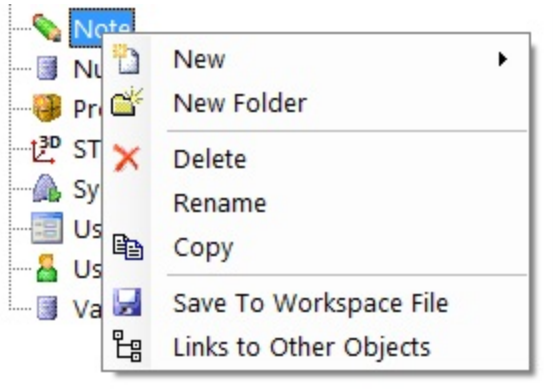 Note
New
Nu
New Folder
Pr
3D ST
Delete
Sy
Rename
Us
Copy
Us
Save To Workspace File
Va
Links to Other Objects